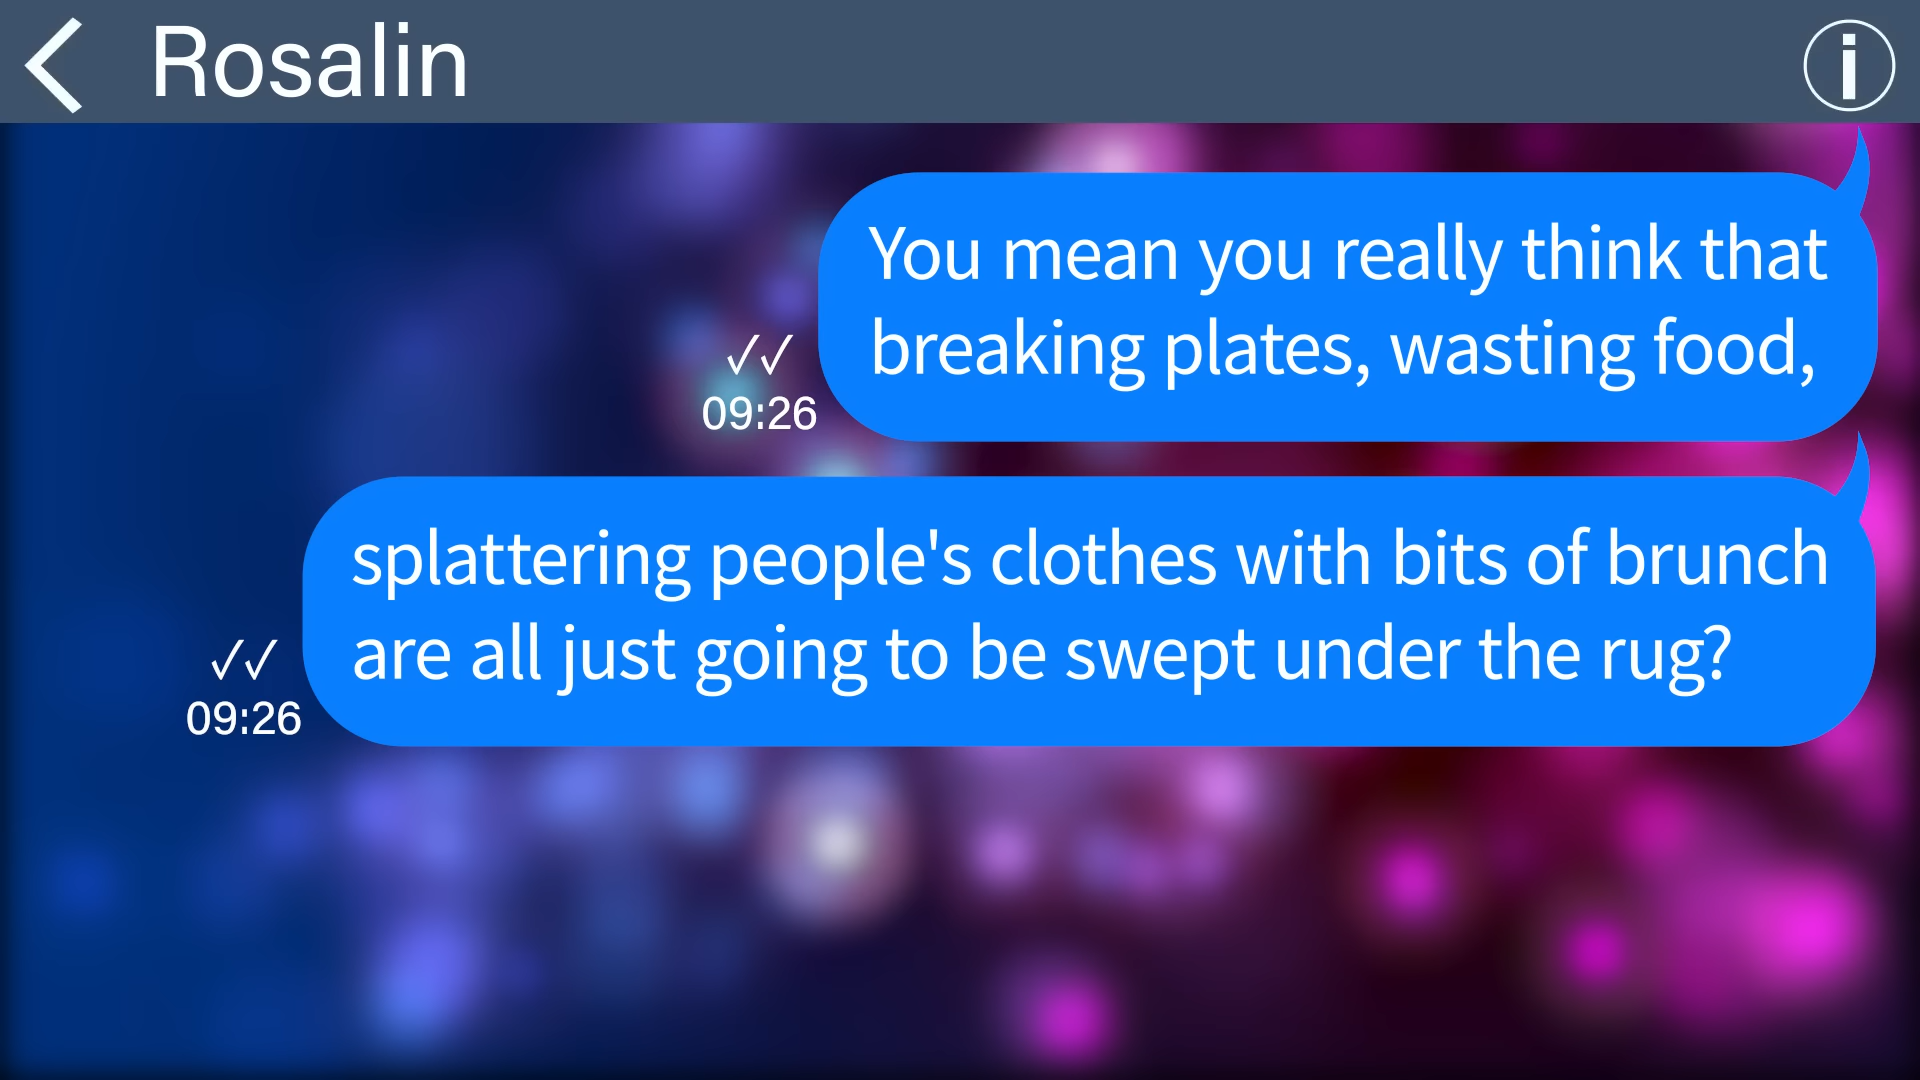 Rosalin
You mean you really think that
breaking plates, wasting food,
✓✓
09:26
splattering people's clothes with bits of brunch
are all just going to be swept under the rug?
✓✓
09:26